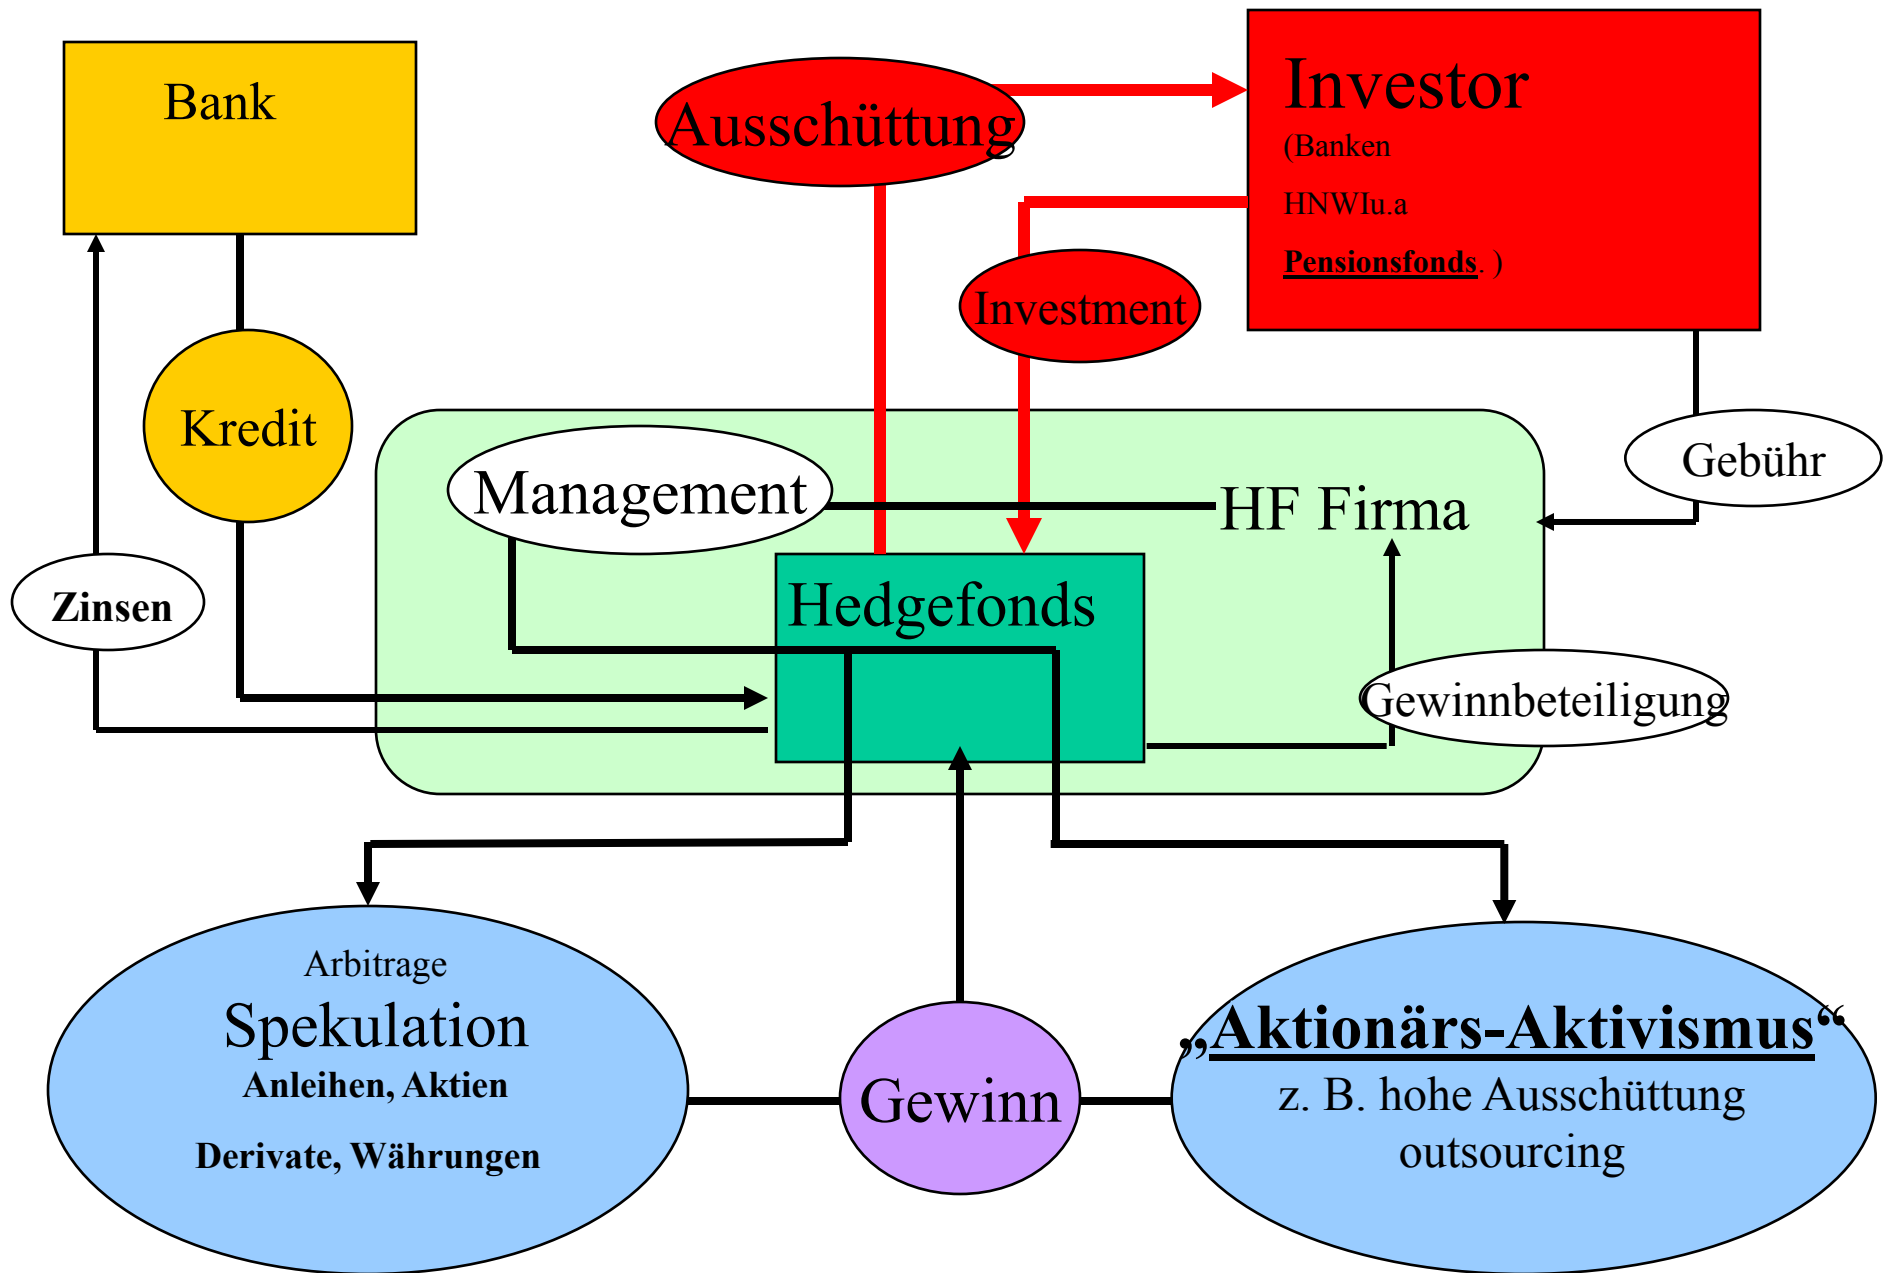 Bank
Ausschüttung
Investor
(Banken
HNWIu.a
Pensionsfonds. )
Investment
Kredit
Management
HF Firma
Gebühr
Zinsen
Hedgefonds
Gewinnbeteiligung
Arbitrage
Spekulation
Anleihen, Aktien
Derivate, Währungen
Gewinn
„Aktionärs-Aktivismus“
z. B. hohe Ausschüttung
outsourcing